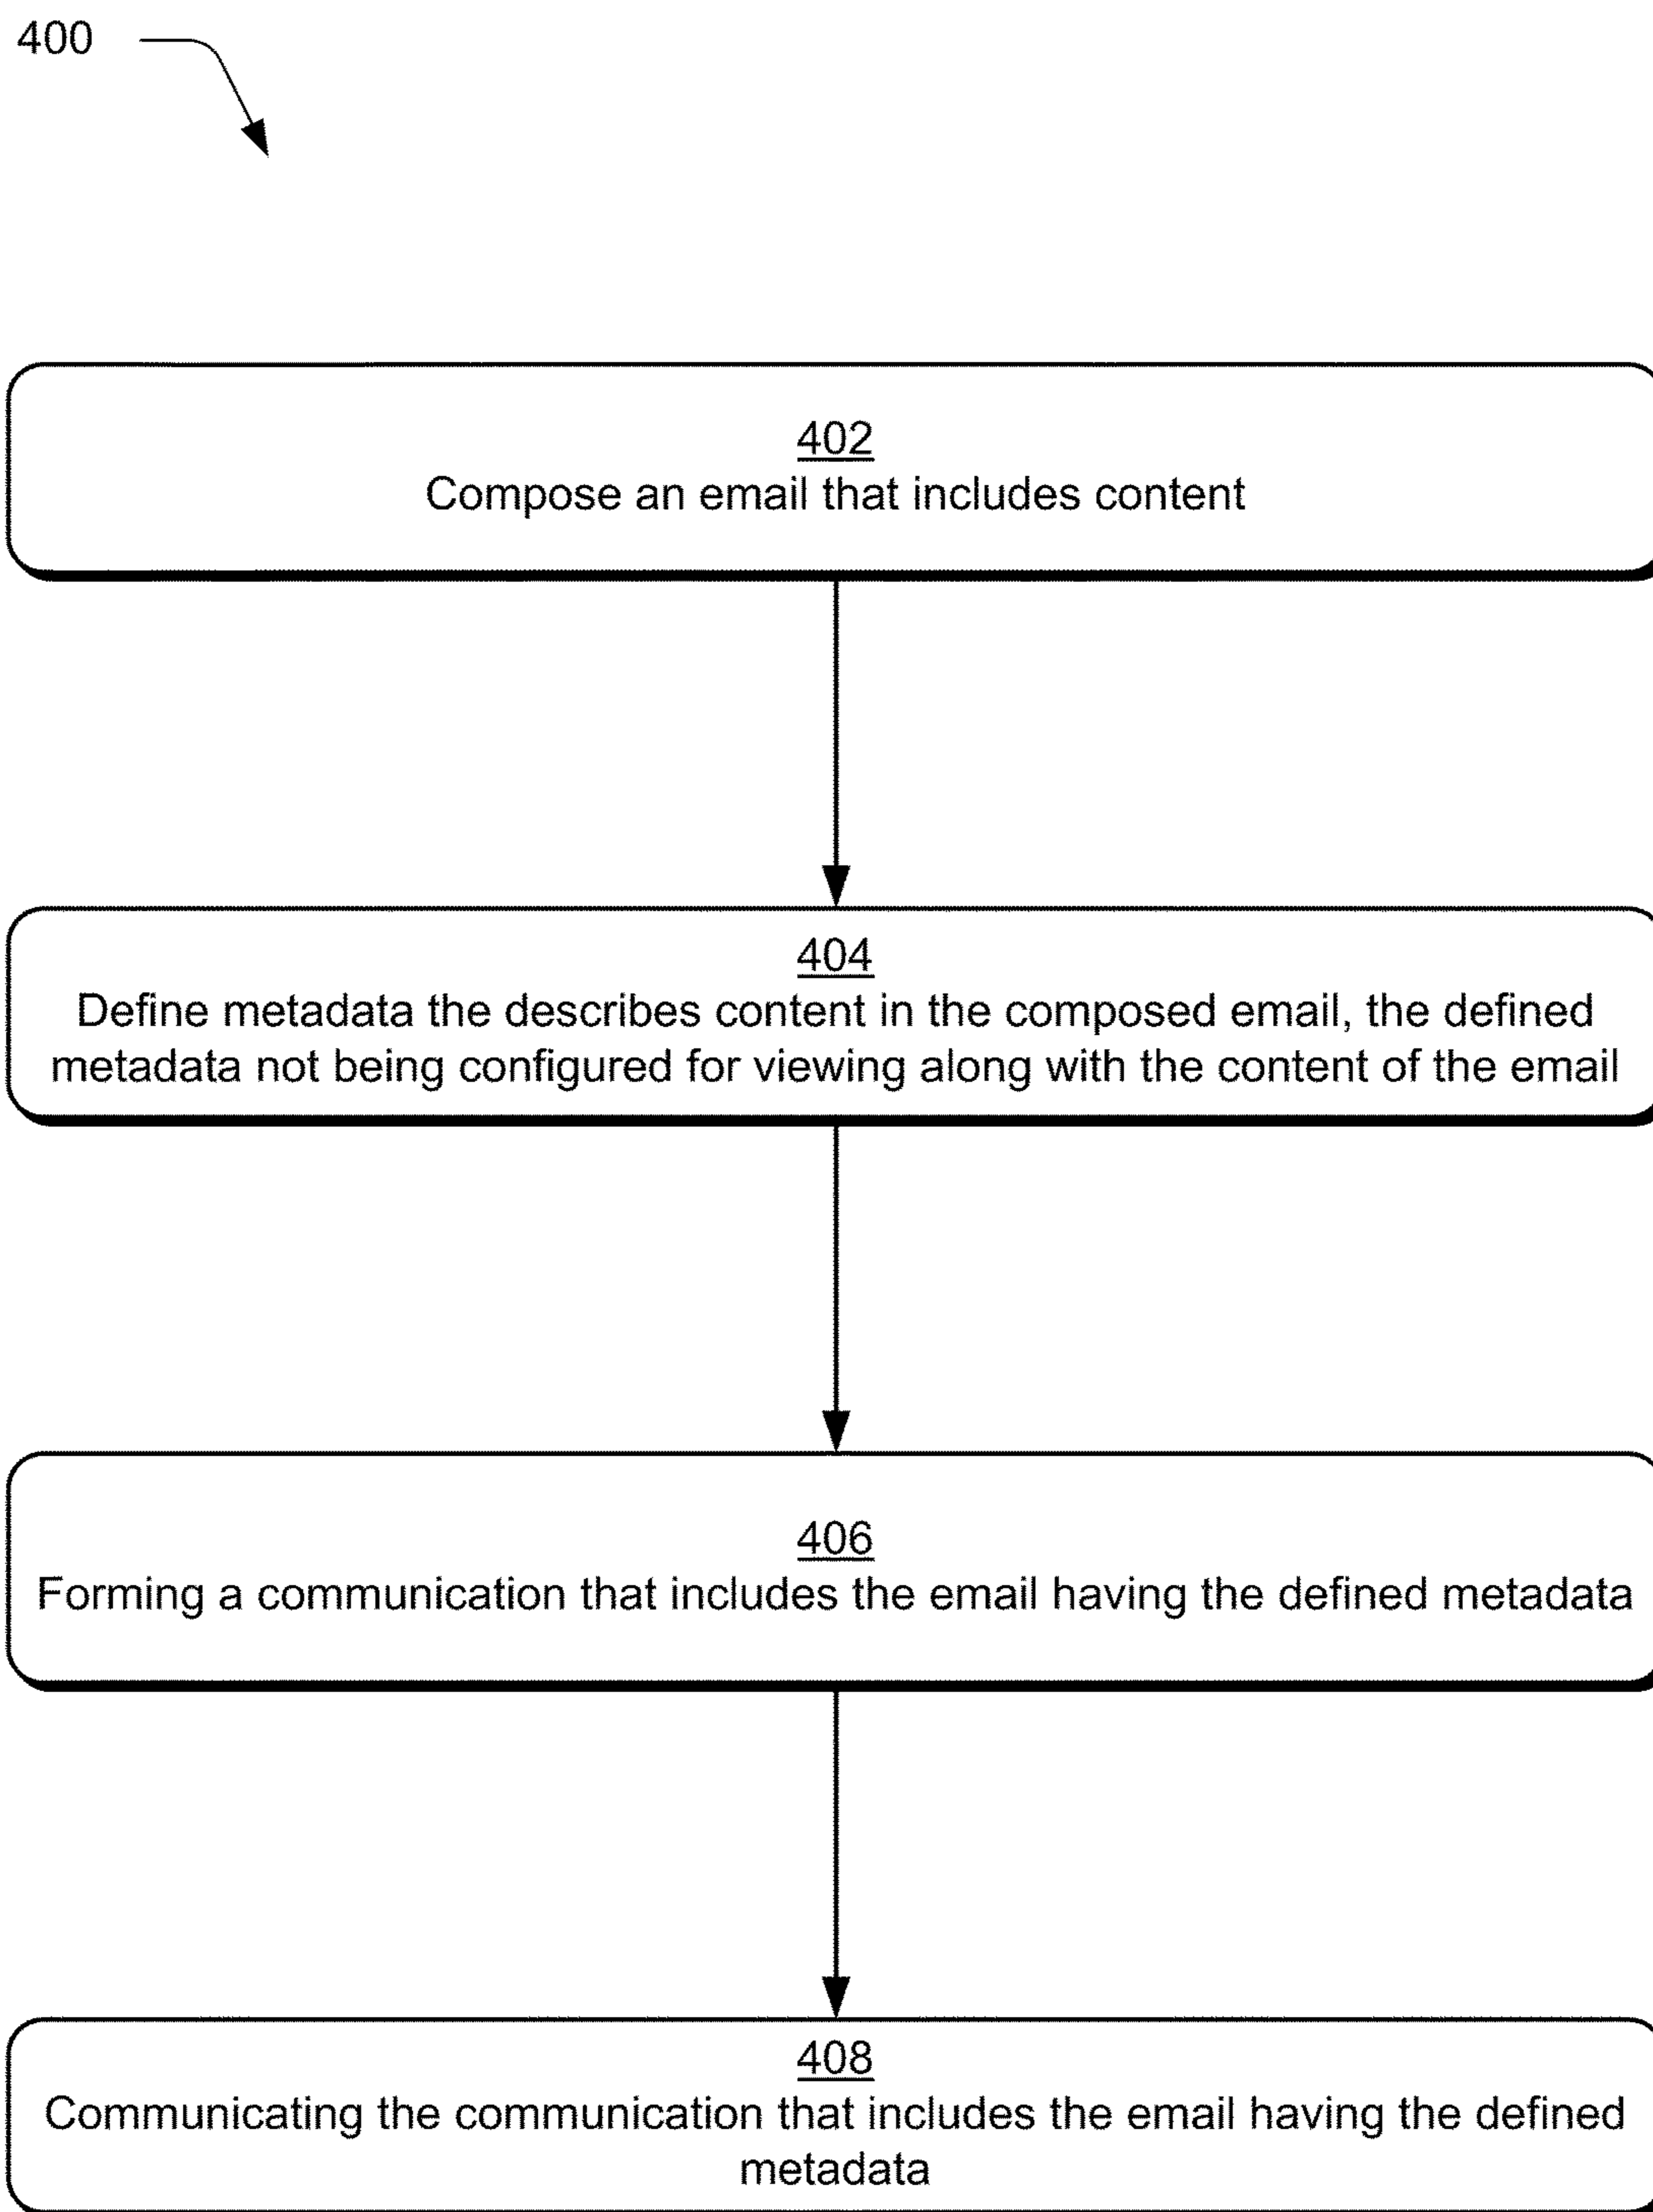 400
402
Compose an email that includes content
404
Define metadata the describes content in the composed email, the defined
metadata not being configured for viewing along with the content of the email
406
Forming a communication that includes the email having the defined metadata
408
Communicating the communication that includes the email having the defined
metadata